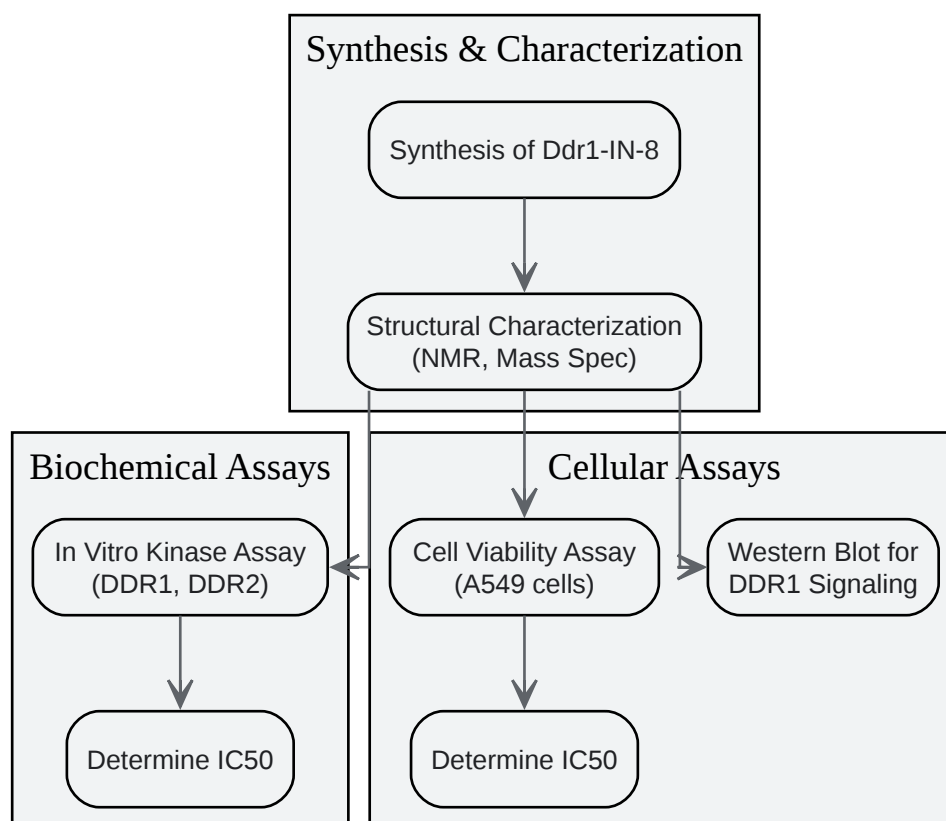 Synthesis & Characterization
Synthesis of Ddr1-IN-8
Structural Characterization
(NMR, Mass Spec)
Biochemical Assays
In Vitro Kinase Assay
(DDR1, DDR2)
Determine IC50
Cellular Assays
Cell Viability Assay
(A549 cells)
Western Blot for
DDR1 Signaling
Determine IC50